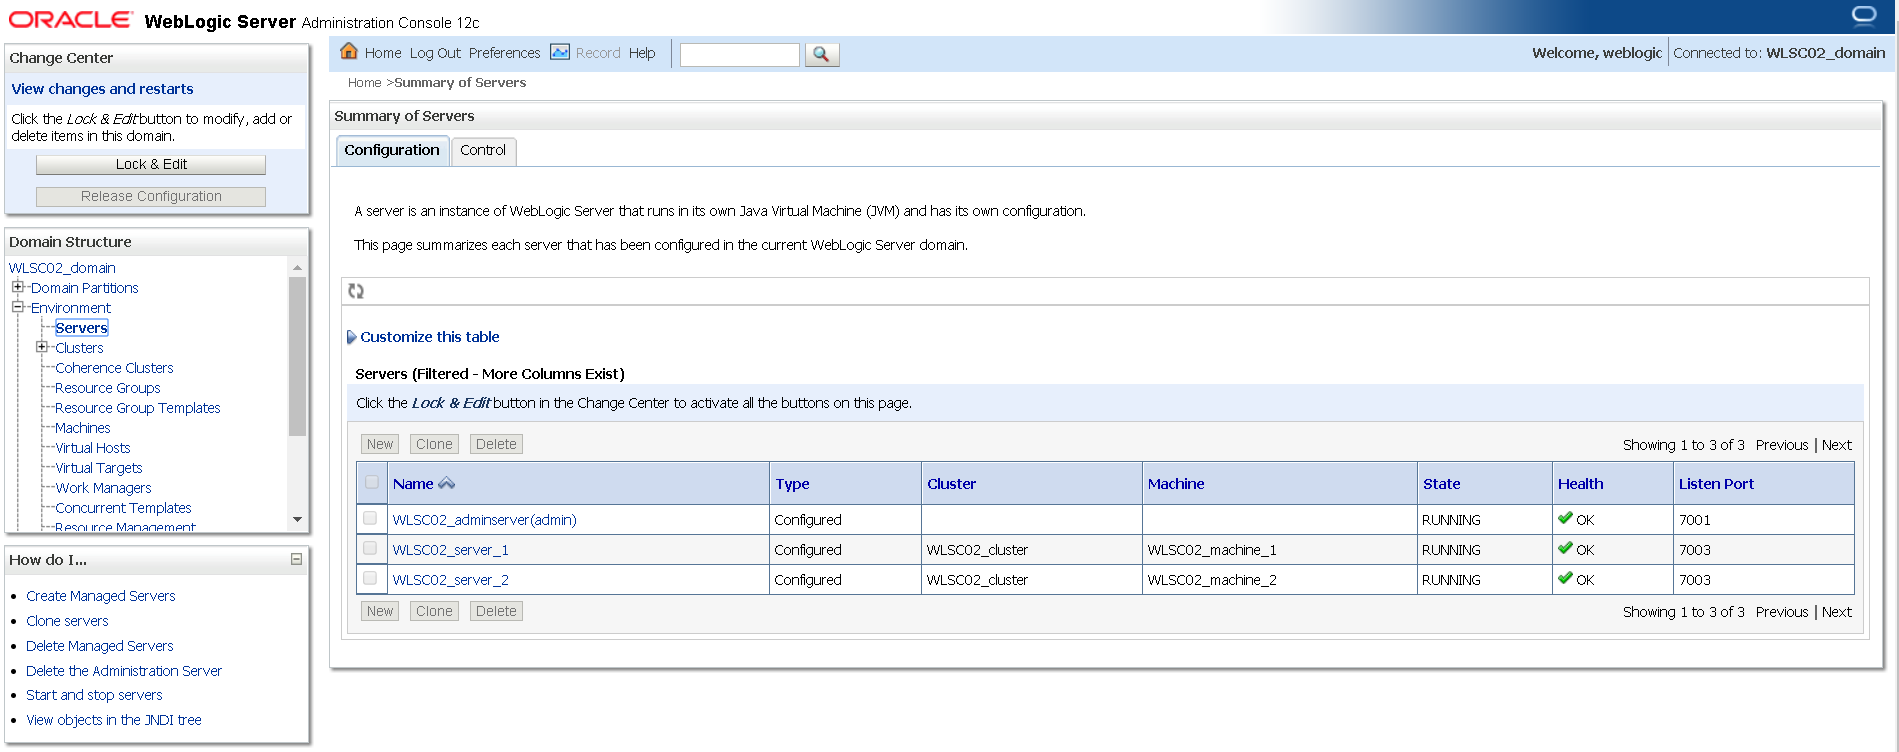 ORACLE WebLogic Server Administration Console 12c
Change Center
View changes and restarts
Click the Lock & Edit button to modify, add or
delete items in this domain.
Lock & Edit
Release Configuration
Domain Structure
WLSC02_domain
Domain Partitions
Environment
Servers
Clusters
Coherence Clusters
Resource Groups
Resource Group Templates
Machines
Virtual Hosts
Virtual Targets
Work Managers
Concurrent Templates
Resource Management
How do I...
Create Managed Servers
Clone servers
Delete Managed Servers
Delete the Administration Server
Start and stop servers
View objects in the JNDI tree
Home Log Out Preferences Record Help
Welcome, weblogic Connected to: WLSC02_domain
Home >Summary of Servers
Summary of Servers
Configuration Control
A server is an instance of WebLogic Server that runs in its own Java Virtual Machine (JVM) and has its own configuration.
This page summarizes each server that has been configured in the current WebLogic Server domain.
Customize this table
Servers (Filtered - More Columns Exist)
Click the Lock & Edit button in the Change Center to activate all the buttons on this page.
New Clone Delete Showing 1 to 3 of 3 Previous | Next
Name Type Cluster Machine State Health Listen Port
WLSC02_adminserver(admin) Configured RUNNING OK 7001
WLSC02_server_1 Configured WLSC02_cluster WLSC02_machine_1 RUNNING OK 7003
WLSC02_server_2 Configured WLSC02_cluster WLSC02_machine_2 RUNNING OK 7003
New Clone Delete Showing 1 to 3 of 3 Previous | Next